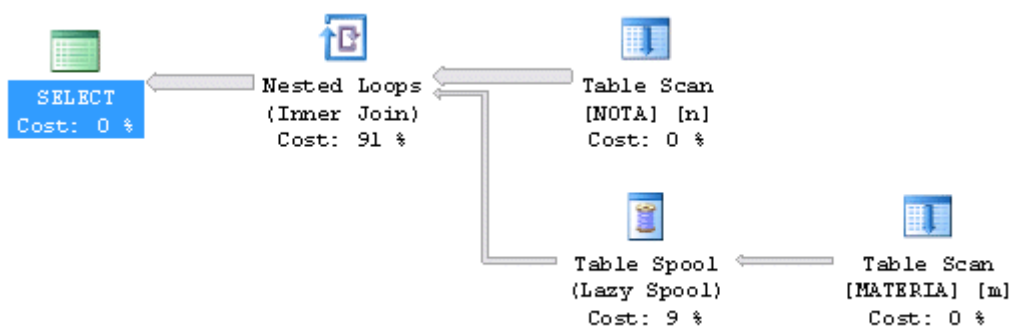 SELECT
Cost: 0 %
Nested Loops
(Inner Join)
Cost: 91 %
Table Scan
[NOTA] [n]
Cost: 0 %
Table Spool
(Lazy Spool)
Cost: 9 %
Table Scan
[MATERIA] [m]
Cost: 0 %